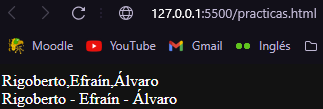 127.0.0.1:5500/practicas.html
Moodle YouTube Gmail Inglés
Rigoberto,Efraín,Álvaro
Rigoberto - Efraín - Álvaro